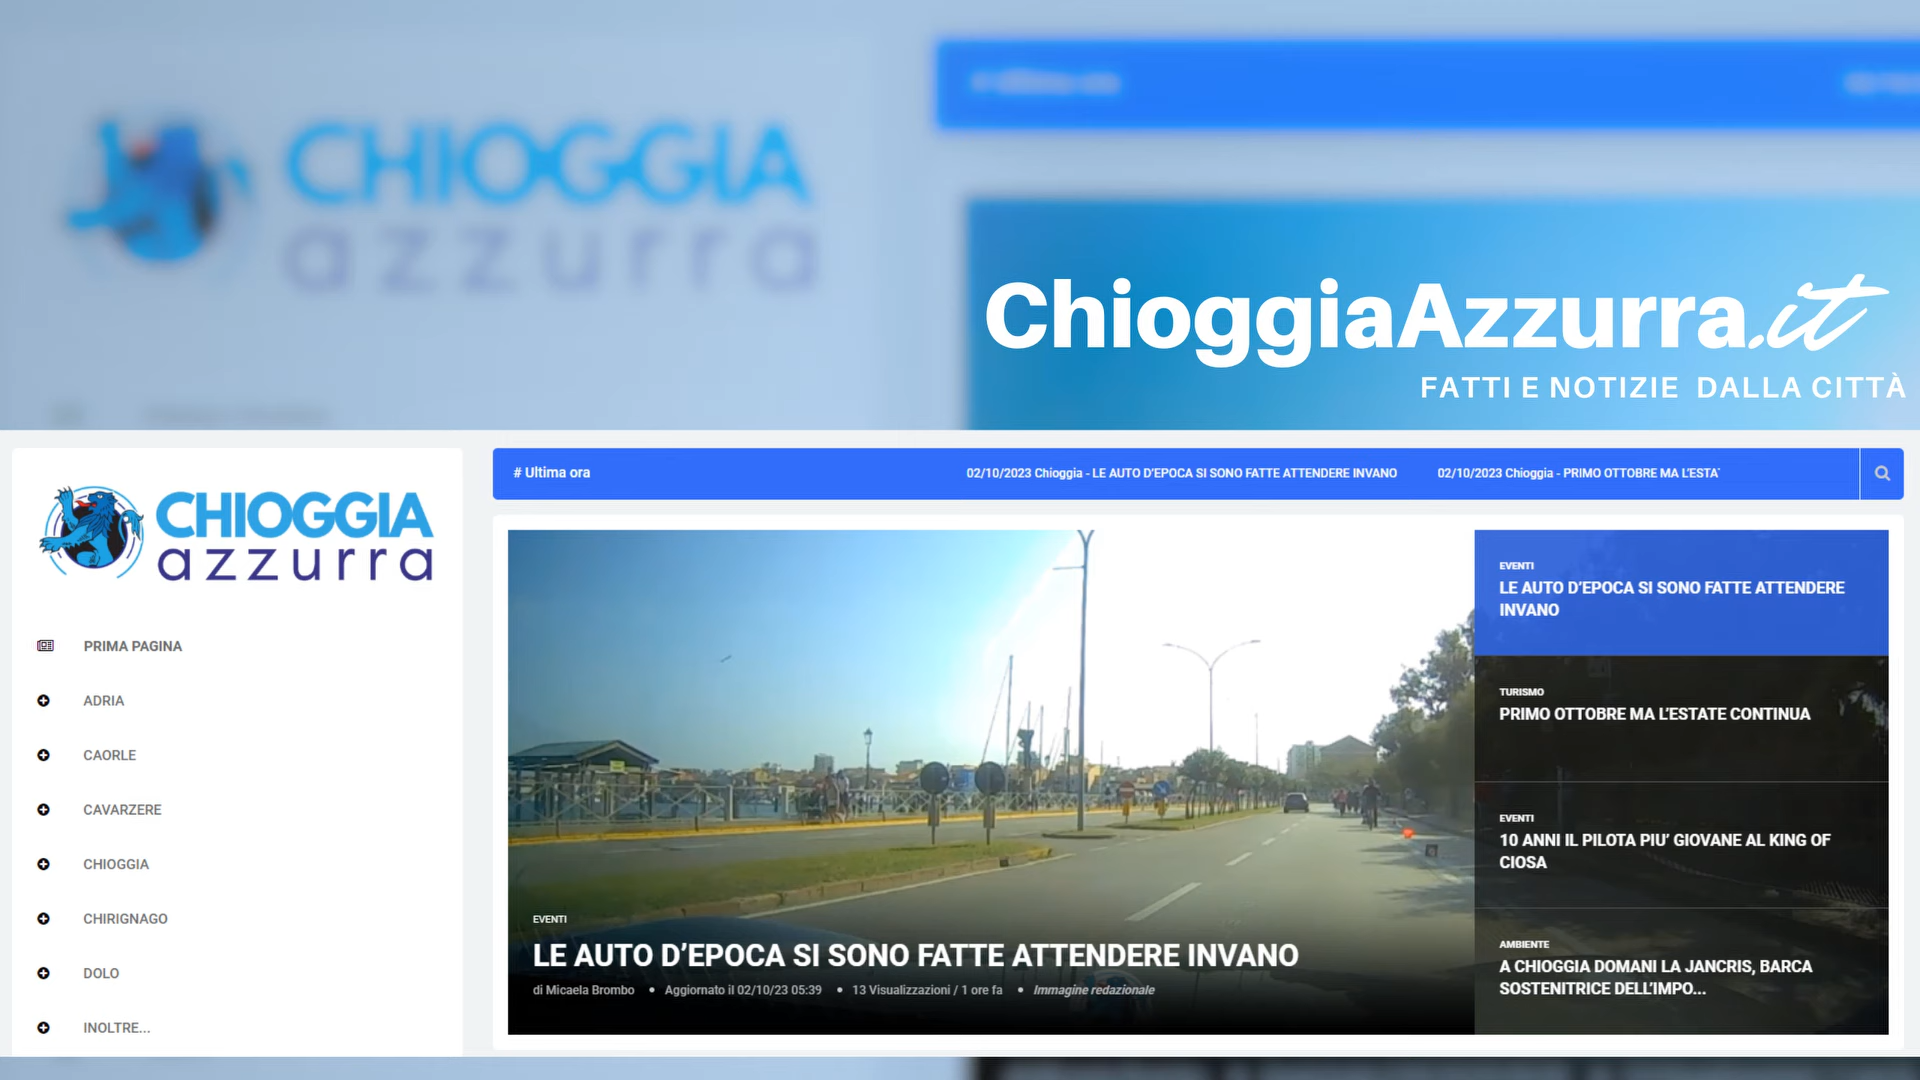 CHIOGGIA
azzurra
ChioggiaAzzurra.it
FATTI E NOTIZIE DALLA CITTÀ
CHIOGGIA
azzurra
PRIMA PAGINA
ADRIA
CAORLE
CAVARZERE
CHIOGGIA
CHIRIGNAGO
DOLO
INOLTRE...
# Ultima ora
02/10/2023 Chioggia - LE AUTO D'EPOCA SI SONO FATTE ATTENDERE INVANO
02/10/2023 Chioggia - PRIMO OTTOBRE MA L'ESTA
EVENTI
LE AUTO D'EPOCA SI SONO FATTE ATTENDERE INVANO
di Micaela Brombo • Aggiornato il 02/10/23 05:39 • 13 Visualizzazioni / 1 ore fa • Immagine redazionale
EVENTI
LE AUTO D'EPOCA SI SONO FATTE ATTENDERE
INVANO
TURISMO
PRIMO OTTOBRE MA L'ESTATE CONTINUA
EVENTI
10 ANNI IL PILOTA PIU' GIOVANE AL KING OF
CIOSA
AMBIENTE
A CHIOGGIA DOMANI LA JANCRIS, BARCA
SOSTENITRICE DELL'IMPO...